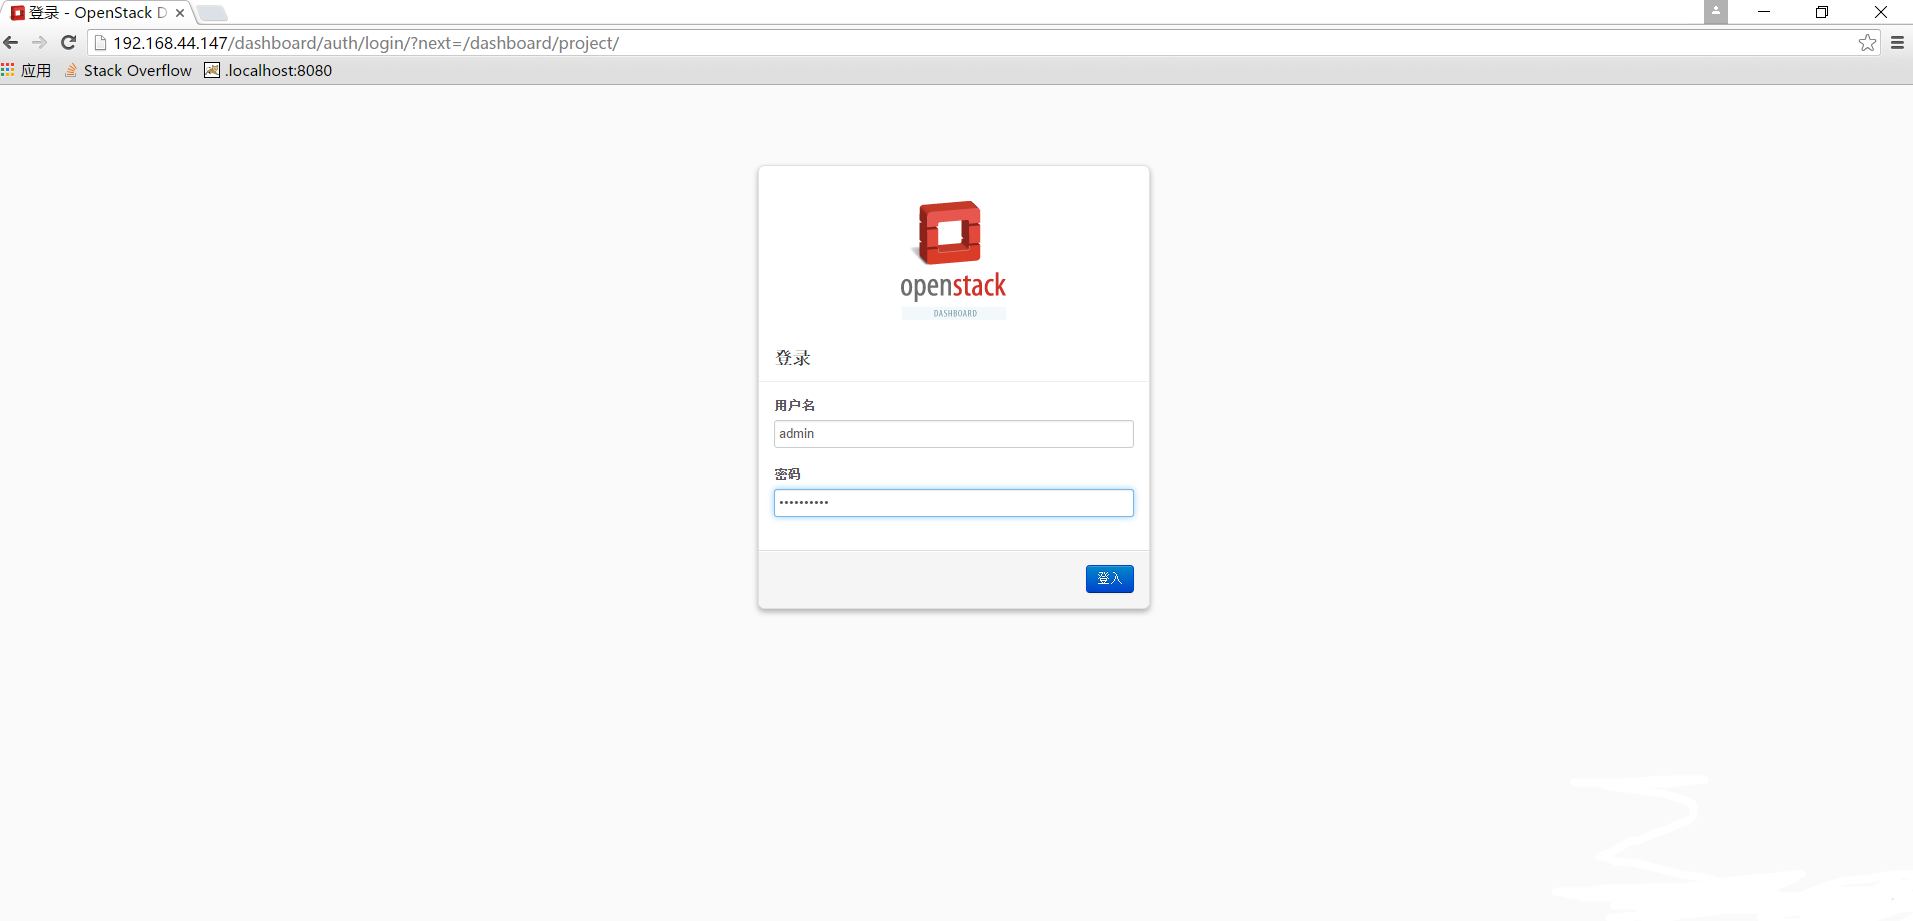 登录 - OpenStack D
192.168.44.147/dashboard/auth/login/?next=/dashboard/project/
应用 Stack Overflow .localhost:8080
openstack
DASHBOARD
登录
用户名
admin
密码
••••••••••
登入